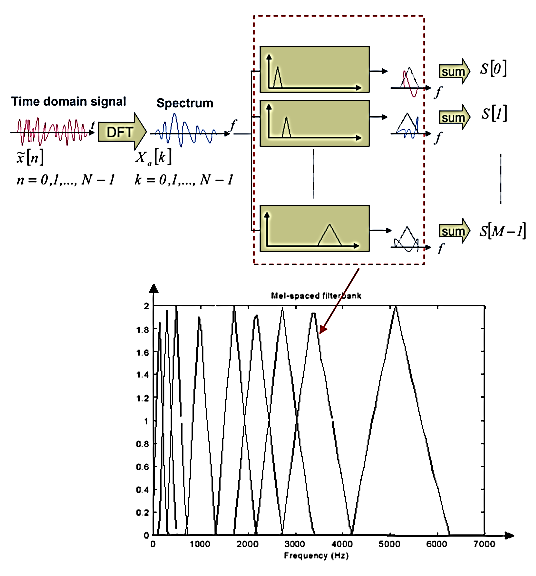 sum
S[0]
f
Time domain signal
Spectrum
f
sum
S[1]
t
DFT
f
x̃[n]
X_a[k]
n = 0,1,..., N − 1
k = 0,1,..., N − 1
sum
S[M−1]
f
Mel-spaced filterbank
2
1.8
1.6
1.4
1.2
1
0.8
0.6
0.4
0.2
0
0
1000
2000
3000
4000
5000
6000
7000
Frequency (Hz)